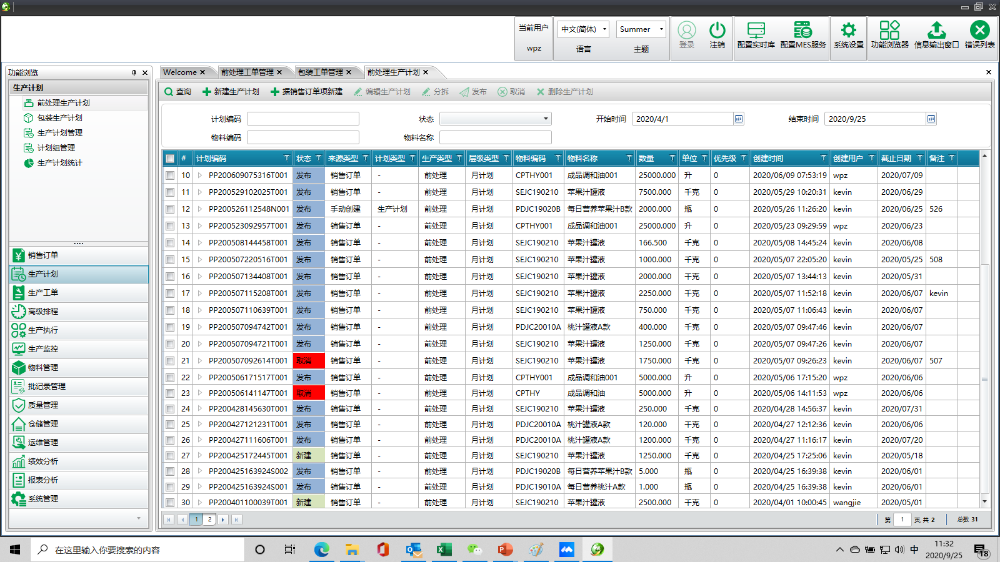 当前用户
wpz
中文(简体)
语言
Summer
主题
登录
注销
配置实时库
配置MES服务
系统设置
功能浏览器
信息输出窗口
错误列表
功能浏览
生产计划
前处理生产计划
包装生产计划
生产计划管理
计划组管理
生产计划统计
销售订单
生产计划
生产工单
高级排程
生产执行
生产监控
物料管理
批记录管理
质量管理
仓储管理
运维管理
绩效分析
报表分析
系统管理
Welcome 前处理工单管理 包装工单管理 前处理生产计划
查询 新建生产计划 据销售订单项新建 编辑生产计划 分拆 发布 取消 删除生产计划
计划编码 状态 开始时间 2020/4/1 结束时间 2020/9/25
物料编码 物料名称
# 计划编码 状态 来源类型 计划类型 生产类型 层级类型 物料编码 物料名称 数量 单位 优先级 创建时间 创建用户 截止日期 备注
10 PP200609075316T001 发布 销售订单 - 前处理 月计划 CPTHY001 成品调和油001 25000.000 升 0 2020/06/09 07:53:19 wpz 2020/07/09
11 PP200529102025T001 发布 销售订单 - 前处理 月计划 SEJC190210 苹果汁罐液 7500.000 千克 0 2020/05/29 10:20:31 kevin 2020/06/29
12 PP200526112548N001 发布 手动创建 生产计划 前处理 月计划 PDJC19020B 每日营养苹果汁B款 2000.000 瓶 0 2020/05/26 11:26:20 kevin 2020/06/25 526
13 PP200523092957T001 发布 销售订单 - 前处理 月计划 CPTHY001 成品调和油001 25000.000 升 0 2020/05/23 09:29:59 wpz 2020/06/23
14 PP200508144458T001 发布 销售订单 - 前处理 月计划 SEJC190210 苹果汁罐液 166.500 千克 0 2020/05/08 14:45:24 kevin 2020/06/08
15 PP200507220516T001 发布 销售订单 - 前处理 月计划 SEJC190210 苹果汁罐液 1000.000 千克 0 2020/05/07 22:05:20 kevin 2020/05/25 508
16 PP200507134408T001 发布 销售订单 - 前处理 月计划 SEJC190210 苹果汁罐液 2000.000 千克 0 2020/05/07 13:44:13 kevin 2020/05/31
17 PP200507115208T001 发布 销售订单 - 前处理 月计划 SEJC190210 苹果汁罐液 2250.000 千克 0 2020/05/07 11:52:18 kevin 2020/06/07 kevin
18 PP200507110639T001 发布 销售订单 - 前处理 月计划 SEJC190210 苹果汁罐液 750.000 千克 0 2020/05/07 11:06:43 kevin 2020/06/07
19 PP200507094742T001 发布 销售订单 - 前处理 月计划 PDJC20010A 桃汁罐液A款 400.000 千克 0 2020/05/07 09:47:46 kevin 2020/06/07
20 PP200507094721T001 发布 销售订单 - 前处理 月计划 SEJC190210 苹果汁罐液 1250.000 千克 0 2020/05/07 09:47:26 kevin 2020/06/07
21 PP200507092614T001 取消 销售订单 - 前处理 月计划 SEJC190210 苹果汁罐液 1750.000 千克 0 2020/05/07 09:26:23 kevin 2020/06/07 507
22 PP200506171517T001 发布 销售订单 - 前处理 月计划 CPTHY001 成品调和油001 5000.000 升 0 2020/05/06 17:15:20 wpz 2020/06/06
23 PP200506141147T001 取消 销售订单 - 前处理 月计划 CPTHY 成品调和油 5000.000 升 0 2020/05/06 14:11:53 wpz 2020/06/06
24 PP200428145630T001 发布 销售订单 - 前处理 月计划 SEJC190210 苹果汁罐液 250.000 千克 0 2020/04/28 14:56:37 kevin 2020/07/31
25 PP200427121231T001 发布 销售订单 - 前处理 月计划 PDJC20010A 桃汁罐液A款 120.000 千克 0 2020/04/27 12:12:36 kevin 2020/06/06
26 PP200427111606T001 发布 销售订单 - 前处理 月计划 PDJC20010A 桃汁罐液A款 1200.000 千克 0 2020/04/27 11:16:17 kevin 2020/07/20
27 PP200425172445T001 新建 销售订单 - 前处理 月计划 SEJC190210 苹果汁罐液 1250.000 千克 0 2020/04/25 17:25:06 kevin 2020/05/18
28 PP200425163924S002 发布 销售订单 - 前处理 月计划 PDJC19020B 每日营养苹果汁B款 5.000 瓶 0 2020/04/25 16:39:38 kevin 2020/06/01
29 PP200425163924S001 发布 销售订单 - 前处理 月计划 PDJC19010A 每日营养桃汁A款 1.000 瓶 0 2020/04/25 16:39:38 kevin 2020/06/01
30 PP200401100039T001 新建 销售订单 - 前处理 月计划 SEJC190210 苹果汁罐液 2500.000 千克 0 2020/04/01 10:00:45 wangjie 2020/05/01
1 2 第 1 页, 共 2 总数 31
在这里输入你要搜索的内容
中
11:32
2020/9/25
18